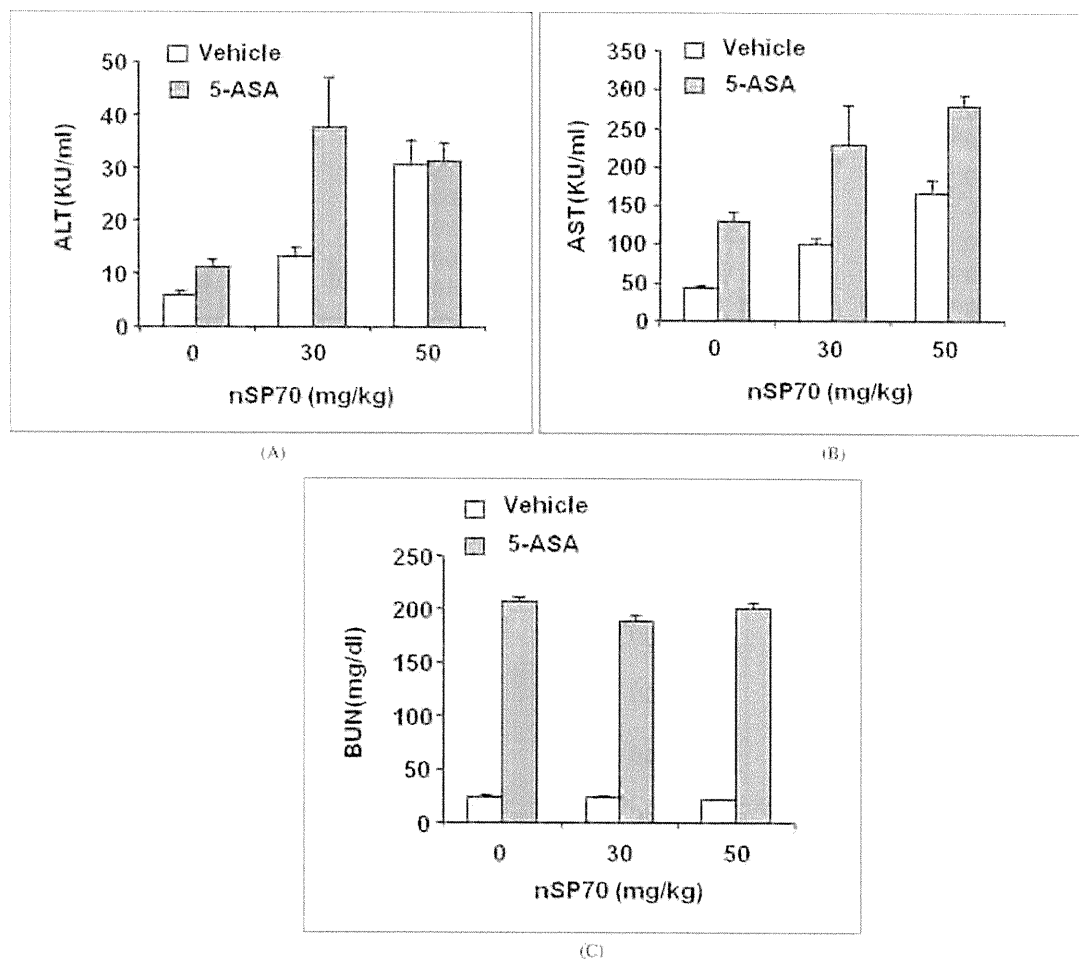 Vehicle
5-ASA
ALT(KU/ml)
50
40
30
20
10
0
0 30 50
nSP70 (mg/kg)
(A)
Vehicle
5-ASA
AST(KU/ml)
350
300
250
200
150
100
50
0
0 30 50
nSP70 (mg/kg)
(B)
Vehicle
5-ASA
BUN(mg/dl)
250
200
150
100
50
0
0 30 50
nSP70 (mg/kg)
(C)